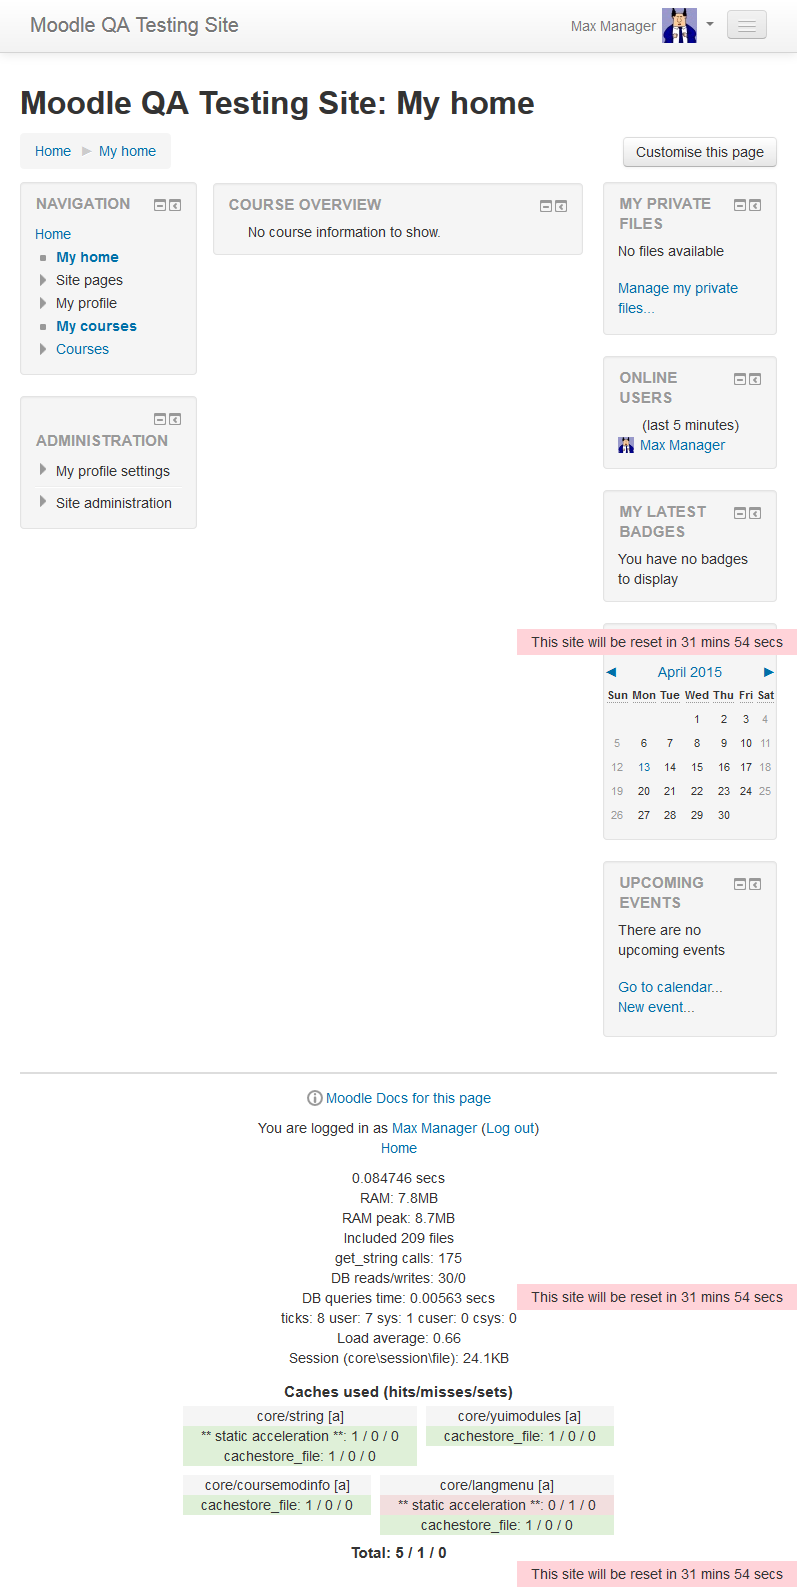 Moodle QA Testing Site
Max Manager
Moodle QA Testing Site: My home
Home ► My home
Customise this page
NAVIGATION
Home
My home
Site pages
My profile
My courses
Courses
ADMINISTRATION
My profile settings
Site administration
COURSE OVERVIEW
No course information to show.
MY PRIVATE
FILES
No files available
Manage my private
files...
ONLINE
USERS
(last 5 minutes)
Max Manager
MY LATEST
BADGES
You have no badges
to display
This site will be reset in 31 mins 54 secs
◄ April 2015 ►
Sun Mon Tue Wed Thu Fri Sat
1 2 3 4
5 6 7 8 9 10 11
12 13 14 15 16 17 18
19 20 21 22 23 24 25
26 27 28 29 30
UPCOMING
EVENTS
There are no
upcoming events
Go to calendar...
New event...
Moodle Docs for this page
You are logged in as Max Manager (Log out)
Home
0.084746 secs
RAM: 7.8MB
RAM peak: 8.7MB
Included 209 files
get_string calls: 175
DB reads/writes: 30/0
DB queries time: 0.00563 secs
This site will be reset in 31 mins 54 secs
ticks: 8 user: 7 sys: 1 cuser: 0 csys: 0
Load average: 0.66
Session (core\session\file): 24.1KB
Caches used (hits/misses/sets)
core/string [a]
** static acceleration **: 1 / 0 / 0
cachestore_file: 1 / 0 / 0
core/yuimodules [a]
cachestore_file: 1 / 0 / 0
core/coursemodinfo [a]
cachestore_file: 1 / 0 / 0
core/langmenu [a]
** static acceleration **: 0 / 1 / 0
cachestore_file: 1 / 0 / 0
Total: 5 / 1 / 0
This site will be reset in 31 mins 54 secs